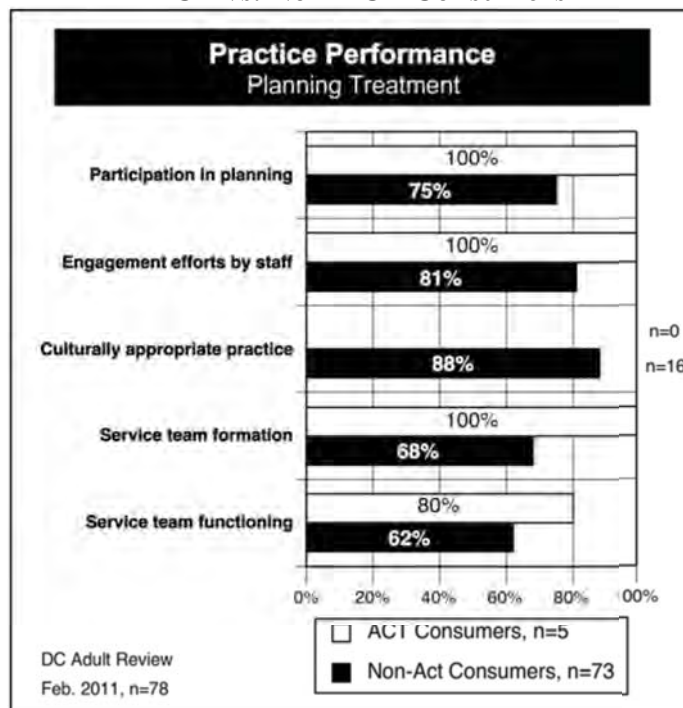 Practice Performance
Planning Treatment
Participation in planning
100%
75%
Engagement efforts by staff
100%
81%
Culturally appropriate practice
88%
n=0
n=16
Service team formation
100%
68%
Service team functioning
80%
62%
0% 20% 40% 60% 80% 00%
ACT Consumers, n=5
Non-Act Consumers, n=73
DC Adult Review
Feb. 2011, n=78